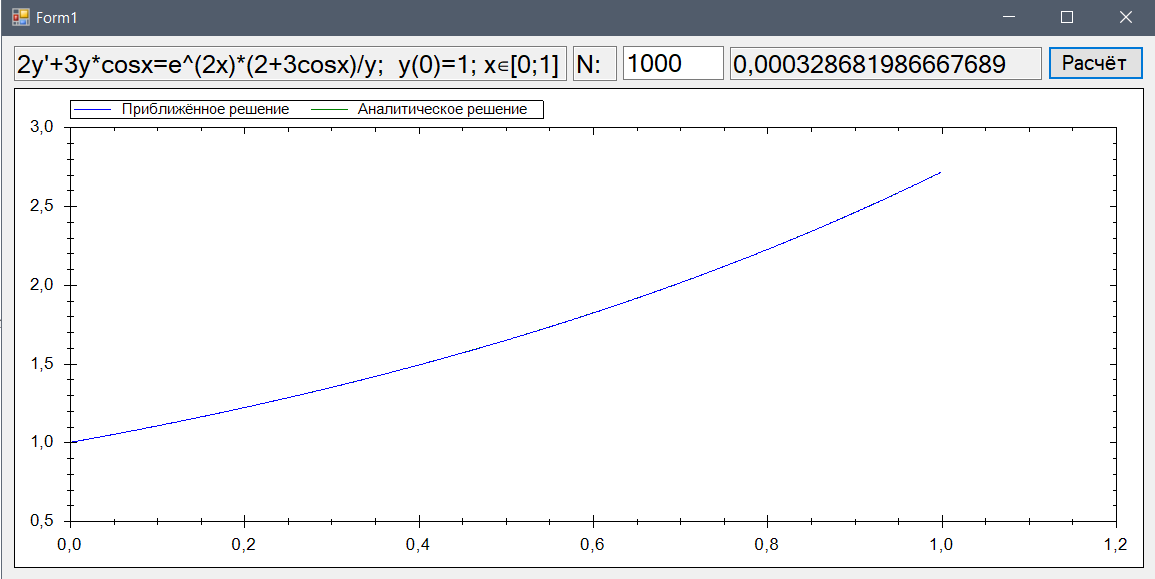 Form1
2y'+3y*cosx=e^(2x)*(2+3cosx)/y; y(0)=1; x∈[0;1] N: 1000 0,000328681986667689 Расчёт
Приближённое решение Аналитическое решение
3,0
2,5
2,0
1,5
1,0
0,5
0,0 0,2 0,4 0,6 0,8 1,0 1,2